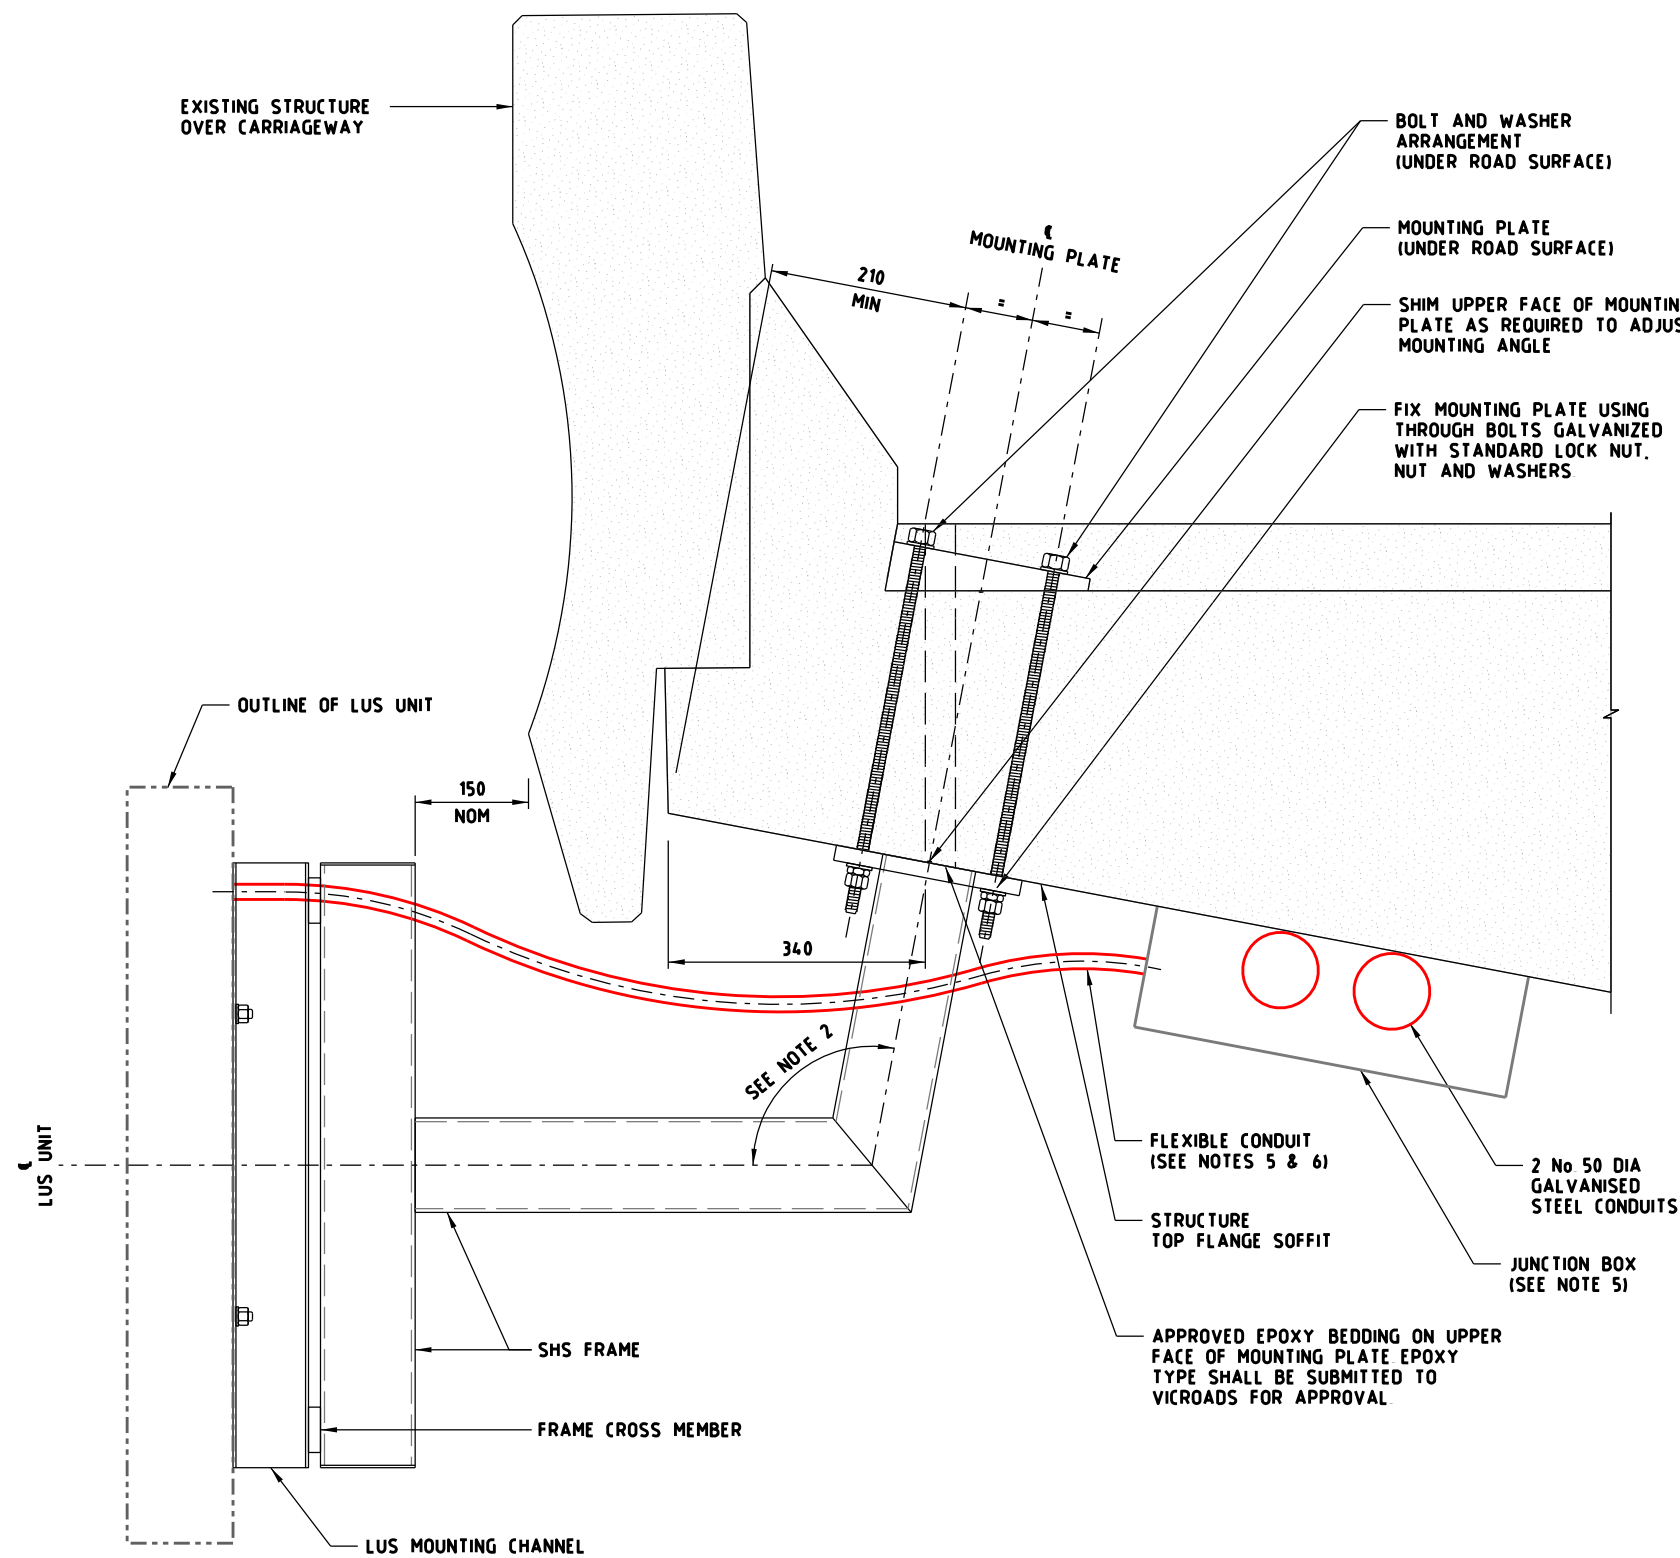 EXISTING STRUCTURE
OVER CARRIAGEWAY
BOLT AND WASHER
ARRANGEMENT
(UNDER ROAD SURFACE)
MOUNTING PLATE
(UNDER ROAD SURFACE)
℄
MOUNTING PLATE
210
MIN
=
=
SHIM UPPER FACE OF MOUNTIN
PLATE AS REQUIRED TO ADJUS
MOUNTING ANGLE
FIX MOUNTING PLATE USING
THROUGH BOLTS GALVANIZED
WITH STANDARD LOCK NUT,
NUT AND WASHERS
OUTLINE OF LUS UNIT
150
NOM
340
SEE NOTE 2
℄
LUS UNIT
FLEXIBLE CONDUIT
(SEE NOTES 5 & 6)
2 No. 50 DIA
GALVANISED
STEEL CONDUITS
STRUCTURE
TOP FLANGE SOFFIT
JUNCTION BOX
(SEE NOTE 5)
SHS FRAME
APPROVED EPOXY BEDDING ON UPPER
FACE OF MOUNTING PLATE.EPOXY
TYPE SHALL BE SUBMITTED TO
VICROADS FOR APPROVAL.
FRAME CROSS MEMBER
LUS MOUNTING CHANNEL